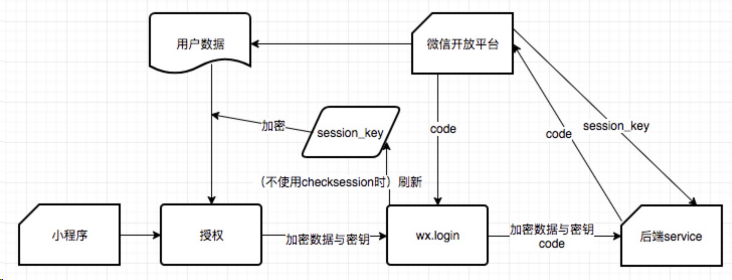 用户数据
微信开放平台
加密
session_key
code
code
session_key
（不使用checksession时）刷新
小程序
授权
加密数据与密钥
wx.login
加密数据与密钥
code
后端service